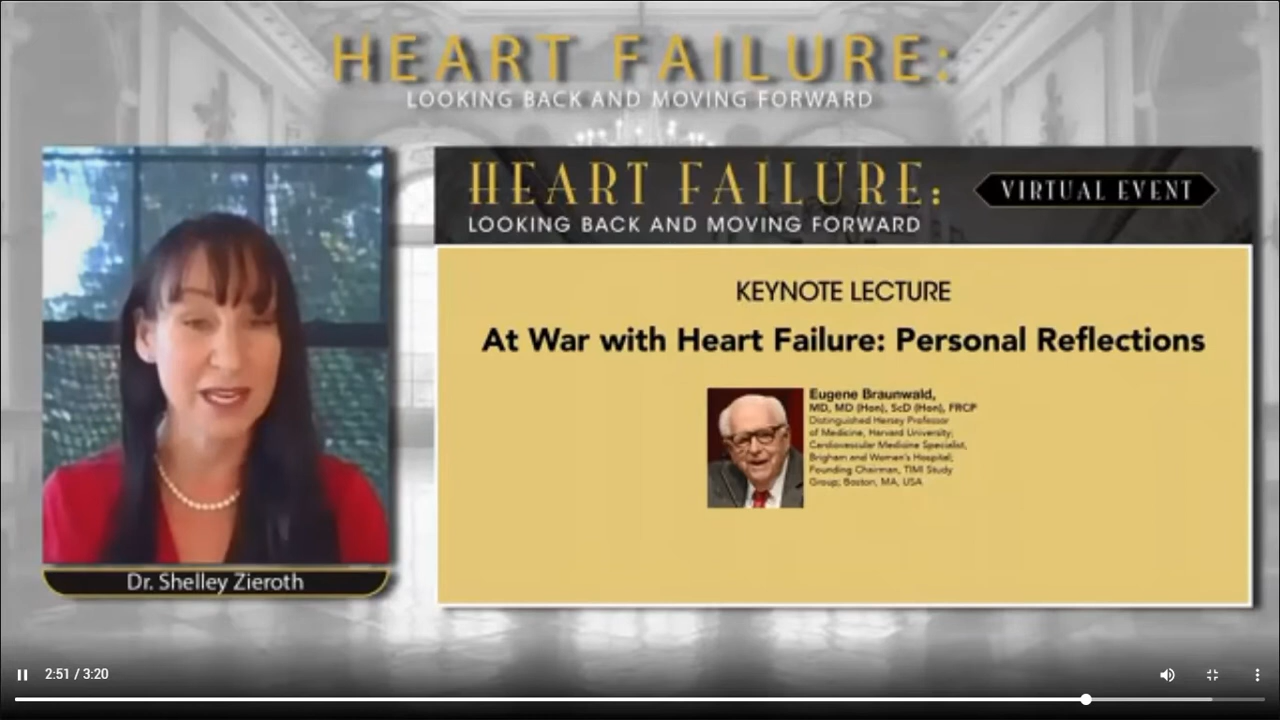 HEART FAILURE:
LOOKING BACK AND MOVING FORWARD
HEART FAILURE:
LOOKING BACK AND MOVING FORWARD
VIRTUAL EVENT
KEYNOTE LECTURE
At War with Heart Failure: Personal Reflections
Eugene Braunwald,
MD, MD (Hon), ScD (Hon), FRCP
Distinguished Hersey Professor
of Medicine, Harvard University;
Cardiovascular Medicine Specialist,
Brigham and Women's Hospital;
Founding Chairman, TIMI Study
Group; Boston, MA, USA
Dr. Shelley Zieroth
2:51 / 3:20